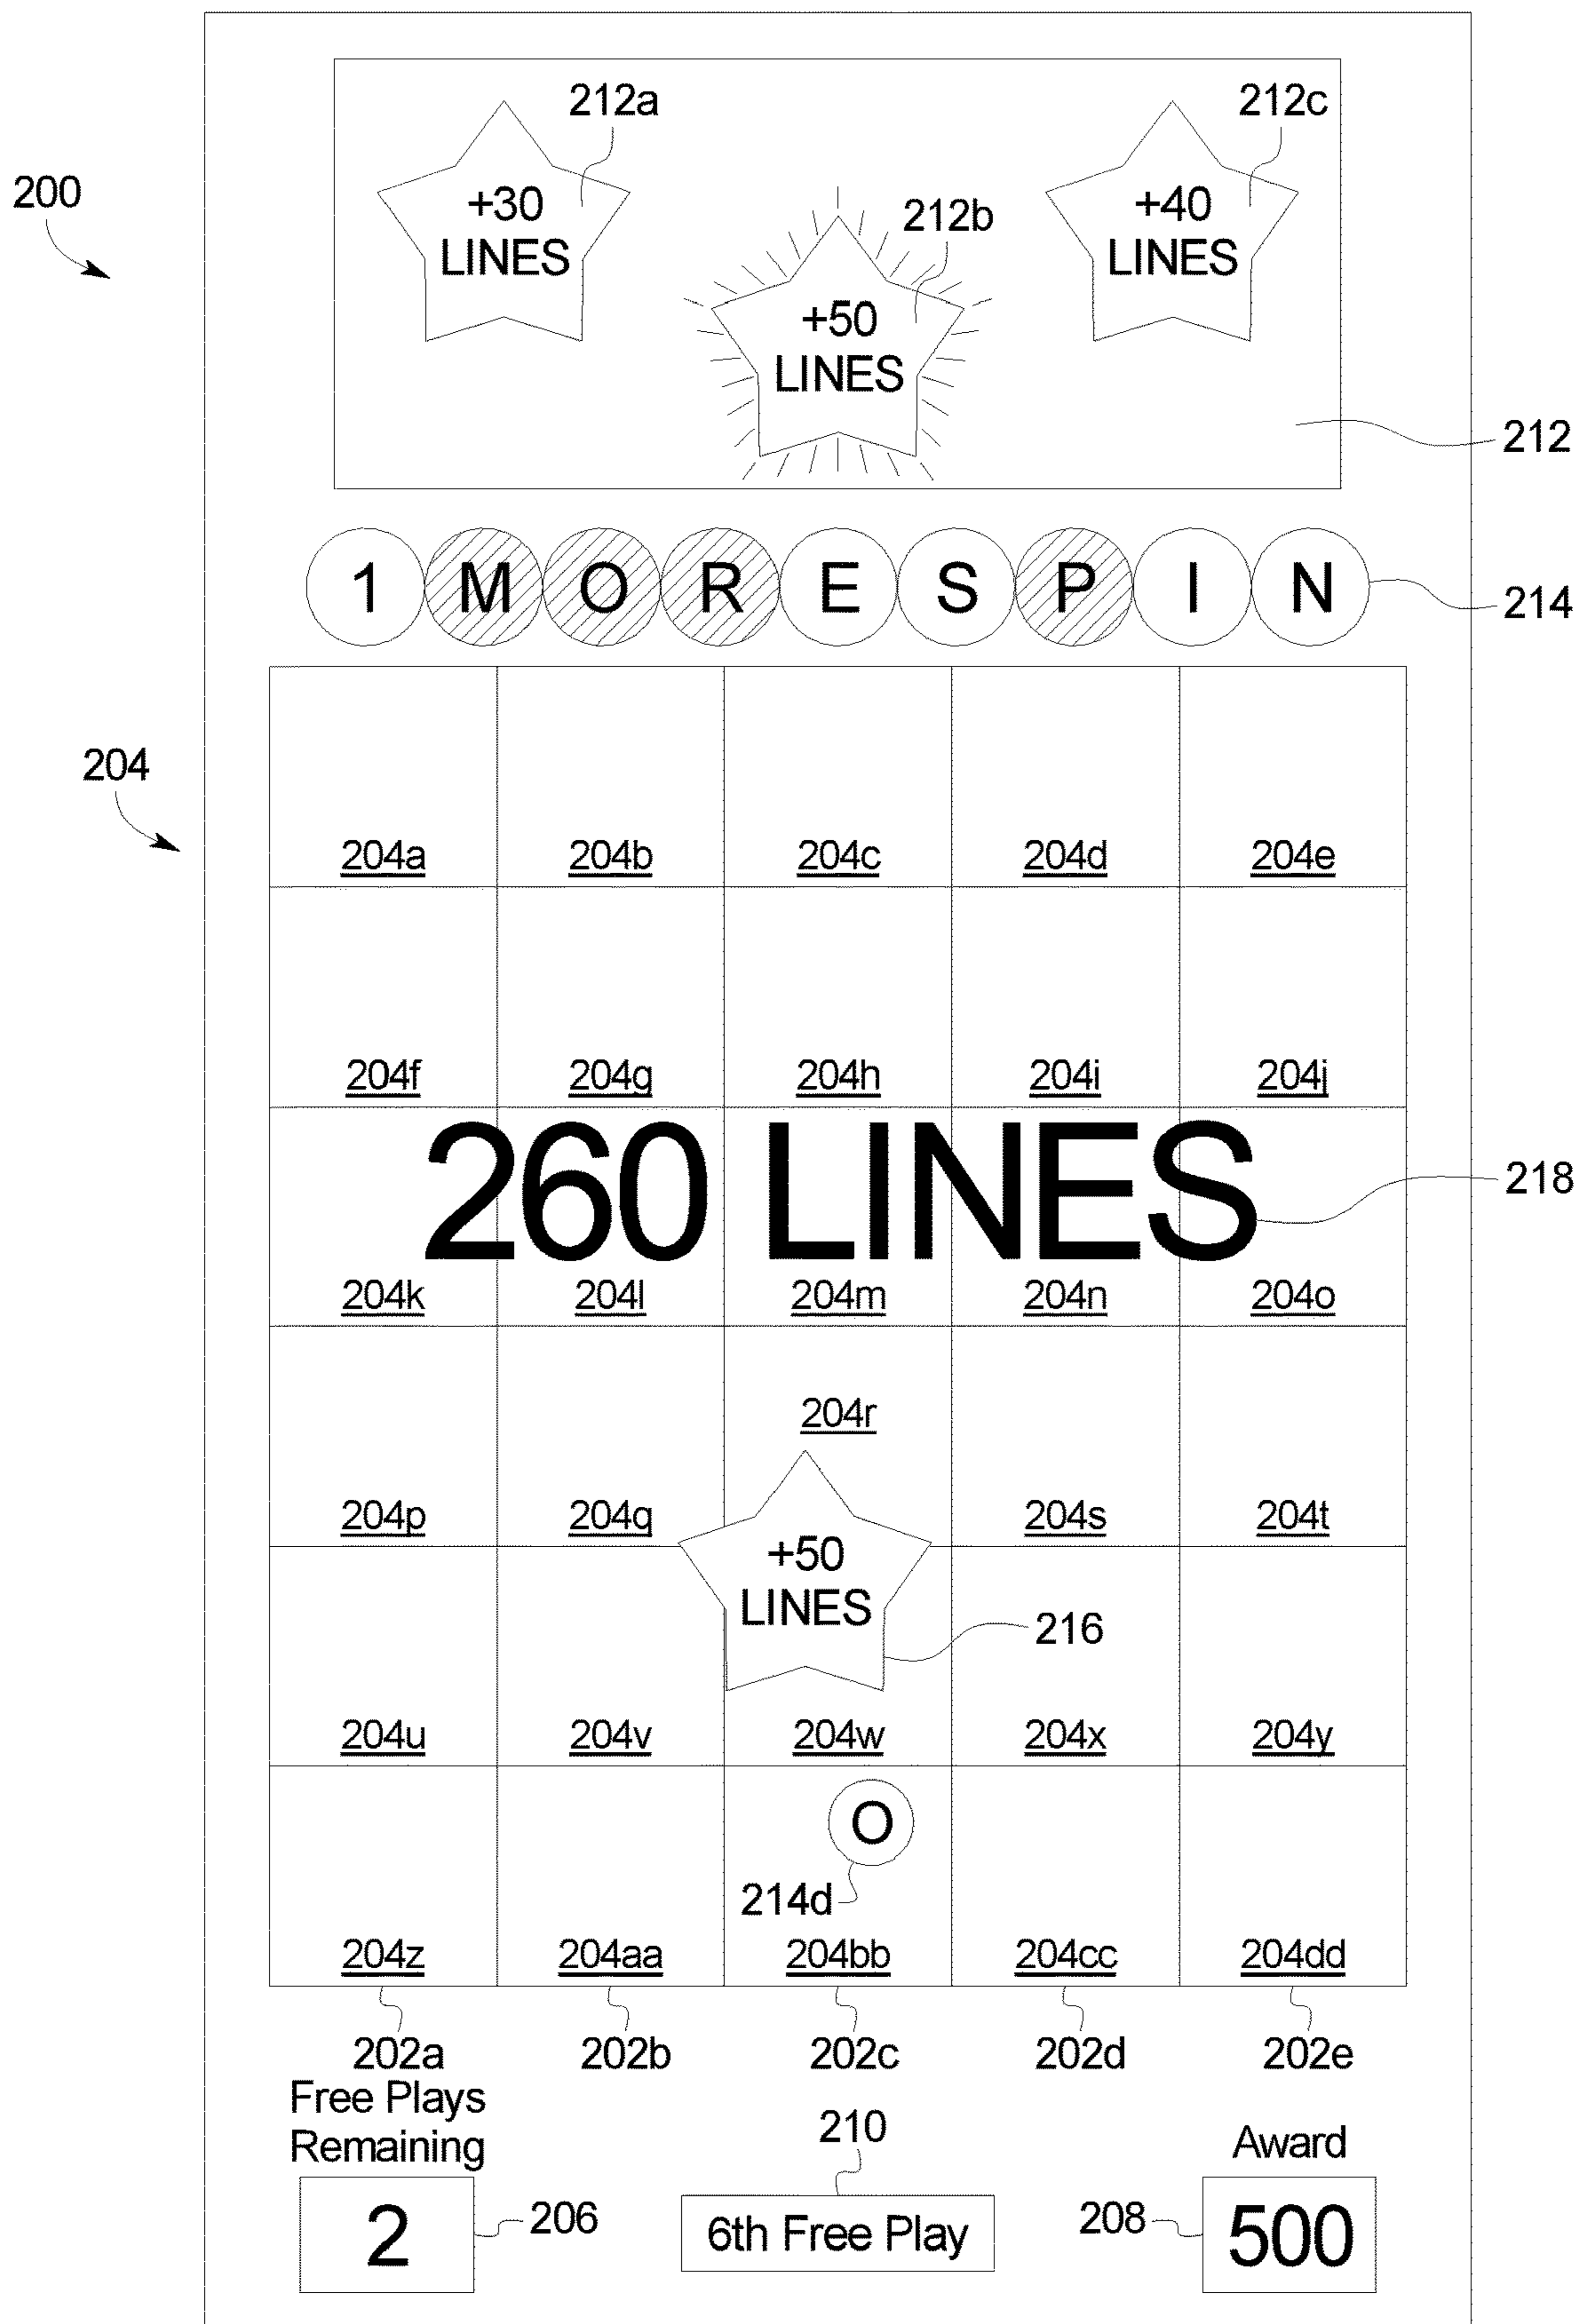 200
212a
212c
+30
LINES
+40
LINES
212b
+50
LINES
212
1 M O R E S P I N
214
204
204a 204b 204c 204d 204e
204f 204g 204h 204i 204j
260 LINES
218
204k 204l 204m 204n 204o
204r
204p 204q 204s 204t
+50
LINES
216
204u 204v 204w 204x 204y
O
214d
204z 204aa 204bb 204cc 204dd
202a 202b 202c 202d 202e
Free Plays
Remaining
2
206
210
6th Free Play
Award
208
500